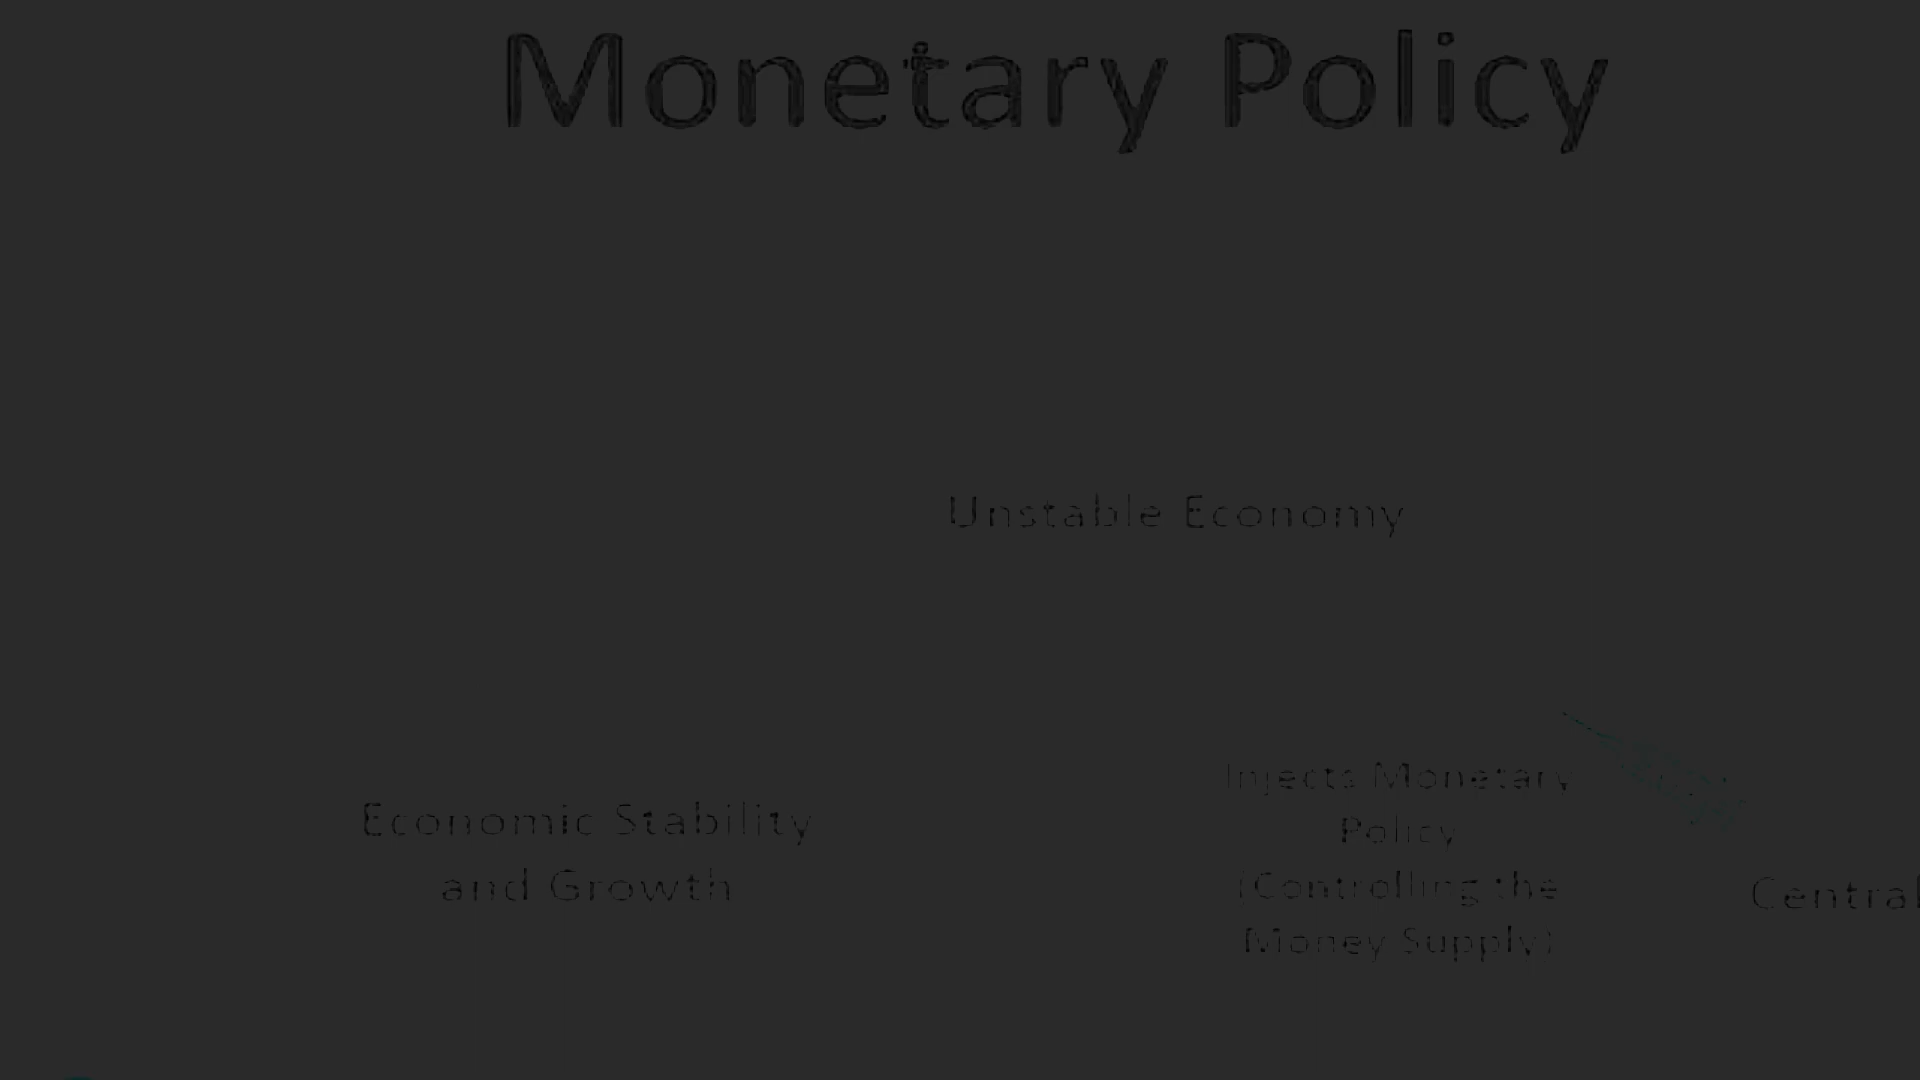 Monetary Policy
Unstable Economy
Injects Monetary
Policy
(Controlling the
Money Supply)
Economic Stability
and Growth
Central